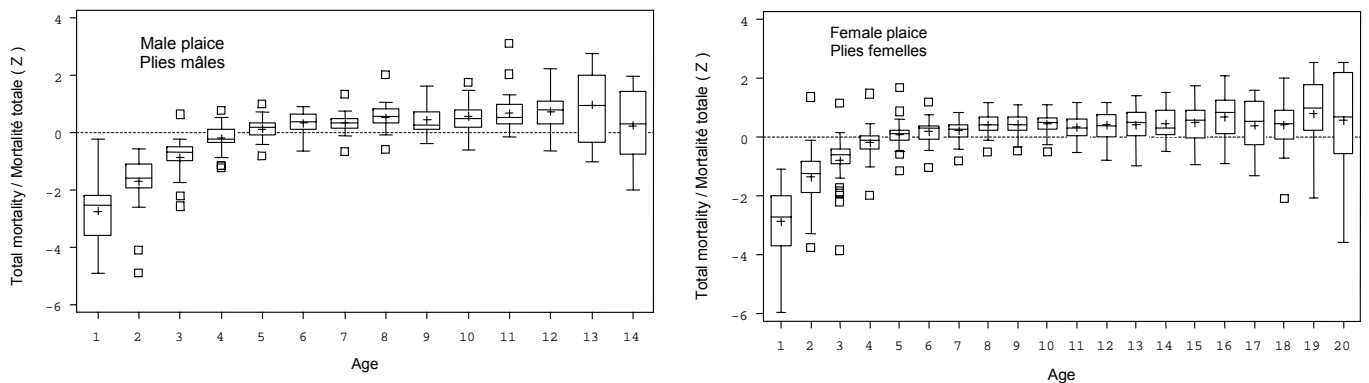 Male plaice
Plies mâles
Total mortality / Mortalité totale ( Z )
4
2
0
-2
-4
-6
1 2 3 4 5 6 7 8 9 10 11 12 13 14
Age
Female plaice
Plies femelles
Total mortality / Mortalité totale ( Z )
4
2
0
-2
-4
-6
1 2 3 4 5 6 7 8 9 10 11 12 13 14 15 16 17 18 19 20
Age